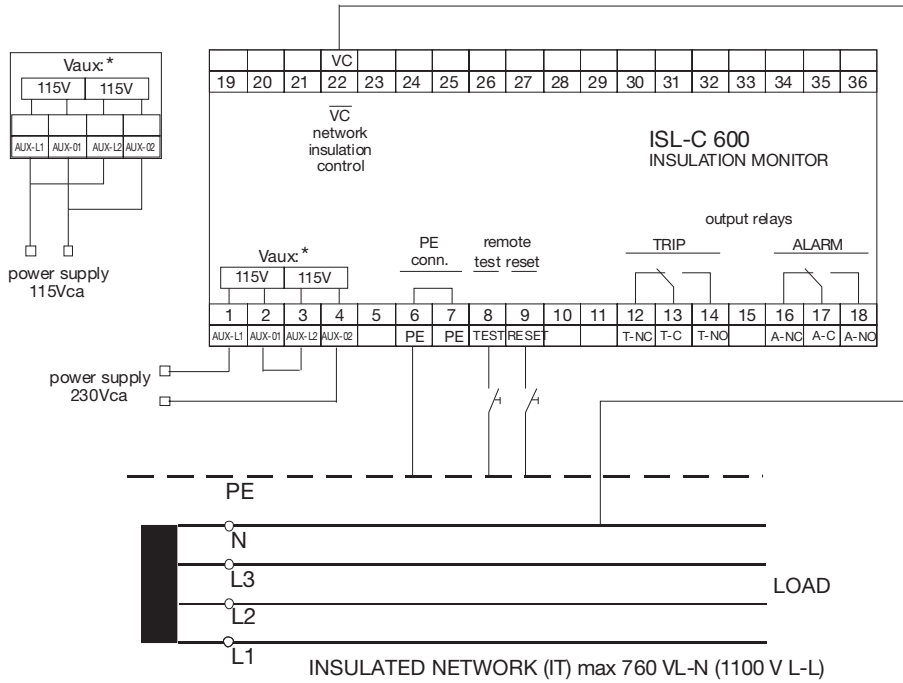 VC
19 20 21 22 23 24 25 26 27 28 29 30 31 32 33 34 35 36
Vaux: *
115V 115V
AUX-L1 AUX-01 AUX-L2 AUX-02
power supply
115Vca
VC
network
insulation
control
ISL-C 600
INSULATION MONITOR
output relays
TRIP ALARM
PE
conn.
remote
test reset
Vaux: *
115V 115V
1 2 3 4 5 6 7 8 9 10 11 12 13 14 15 16 17 18
AUX-L1 AUX-01 AUX-L2 AUX-02 PE PE TEST RESET T-NC T-C T-NO A-NC A-C A-NO
power supply
230Vca
PE
N
L3
L2
L1
LOAD
INSULATED NETWORK (IT) max 760 VL-N (1100 V L-L)